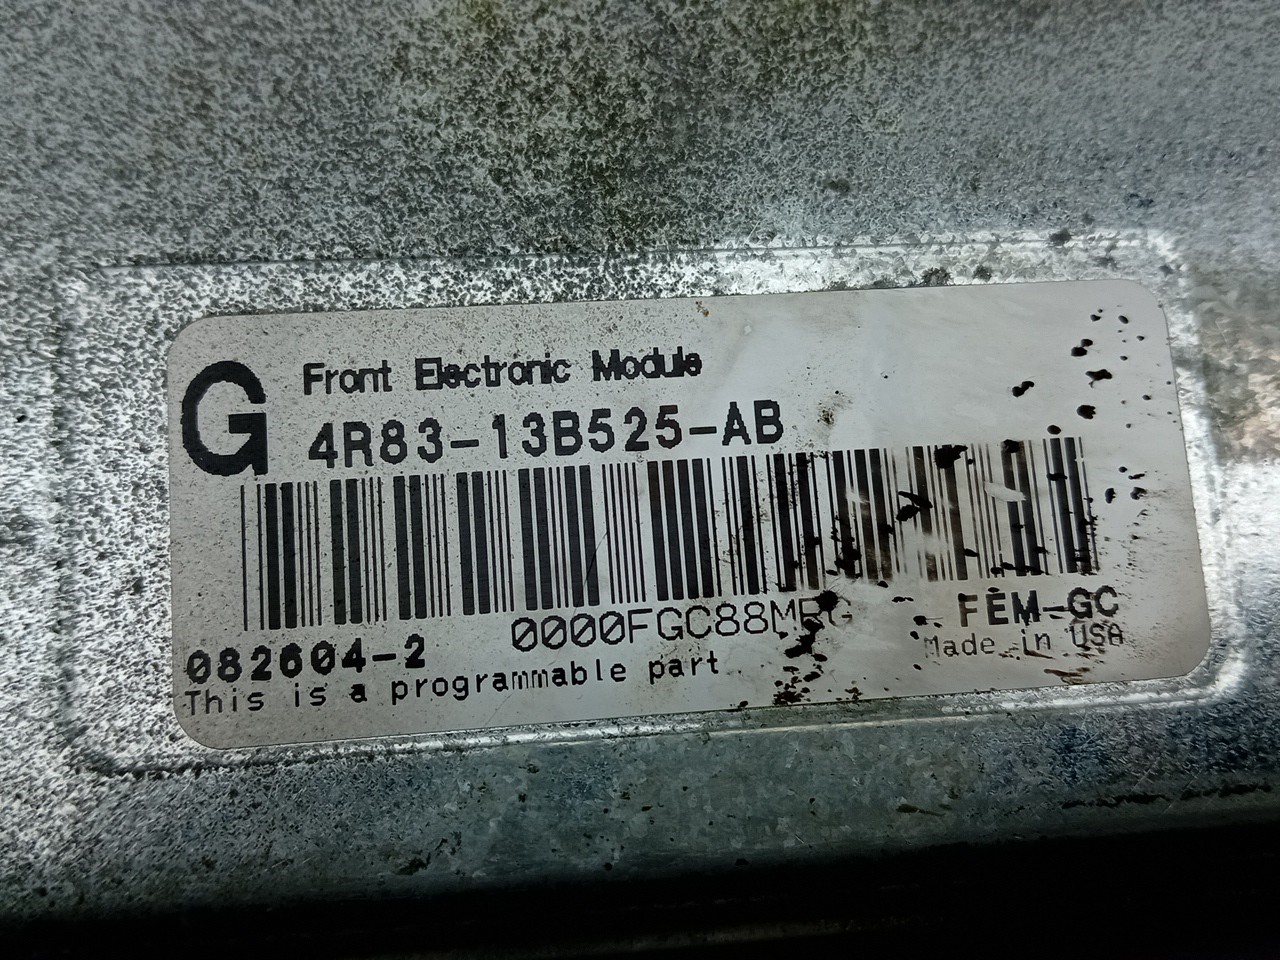 G
Front Electronic Module
4R83-13B525-AB
082604-2
FEM-GC
This is a programmable part
Made in USA